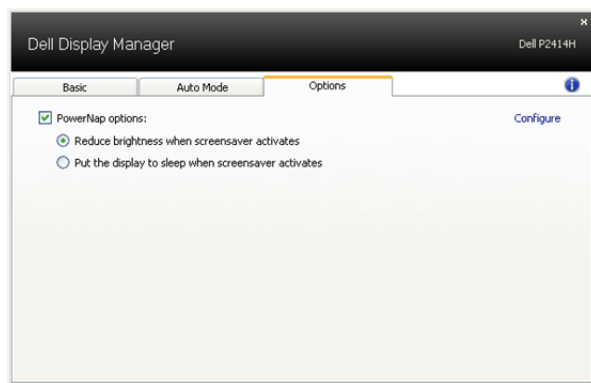 x
Dell Display Manager
Dell P2414H
Basic
Auto Mode
Options
i
PowerNap options:
Configure
Reduce brightness when screensaver activates
Put the display to sleep when screensaver activates